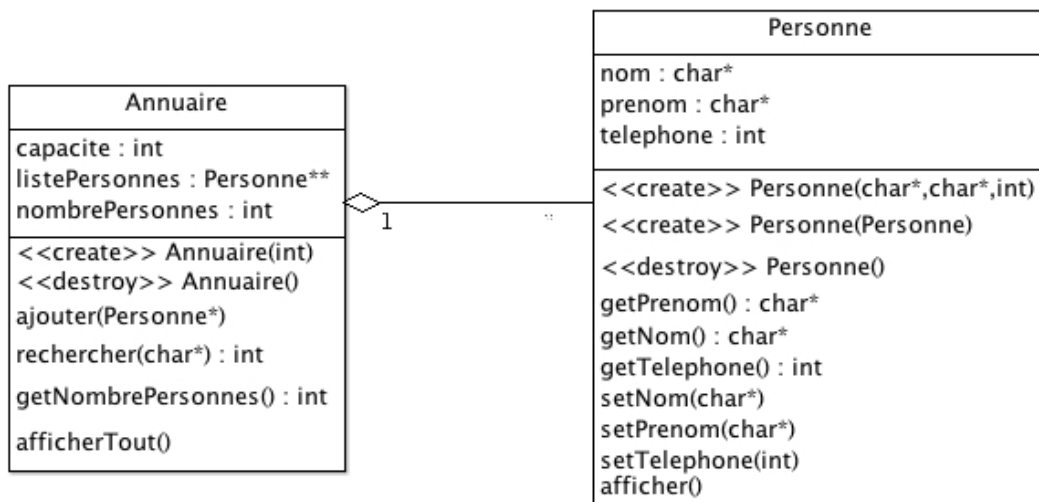 Annuaire
capacite : int
listePersonnes : Personne**
nombrePersonnes : int
<<create>> Annuaire(int)
<<destroy>> Annuaire()
ajouter(Personne*)
rechercher(char*) : int
getNombrePersonnes() : int
afficherTout()
1
Personne
nom : char*
prenom : char*
telephone : int
<<create>> Personne(char*,char*,int)
<<create>> Personne(Personne)
<<destroy>> Personne()
getPrenom() : char*
getNom() : char*
getTelephone() : int
setNom(char*)
setPrenom(char*)
setTelephone(int)
afficher()